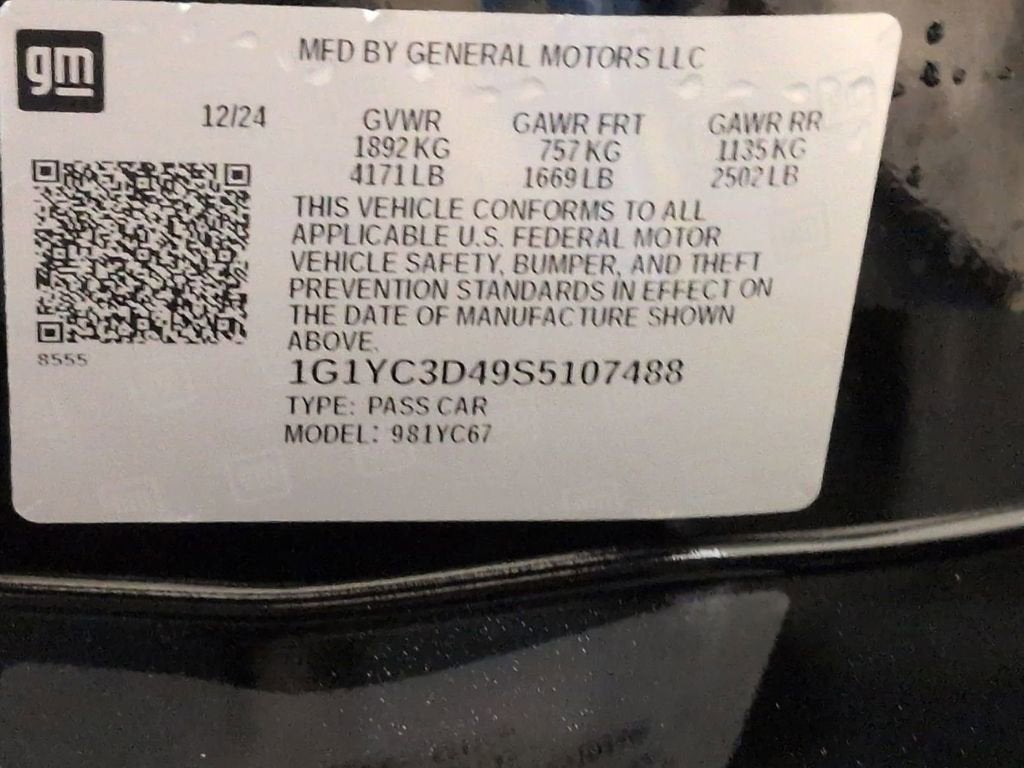 gm
MFD BY GENERAL MOTORS LLC
12/24 GVWR GAWR FRT GAWR RR
1892 KG 757 KG 1135 KG
4171 LB 1669 LB 2502 LB
THIS VEHICLE CONFORMS TO ALL
APPLICABLE U.S. FEDERAL MOTOR
VEHICLE SAFETY, BUMPER, AND THEFT
PREVENTION STANDARDS IN EFFECT ON
THE DATE OF MANUFACTURE SHOWN
ABOVE.
8555
1G1YC3D49S5107488
TYPE: PASS CAR
MODEL: 981YC67